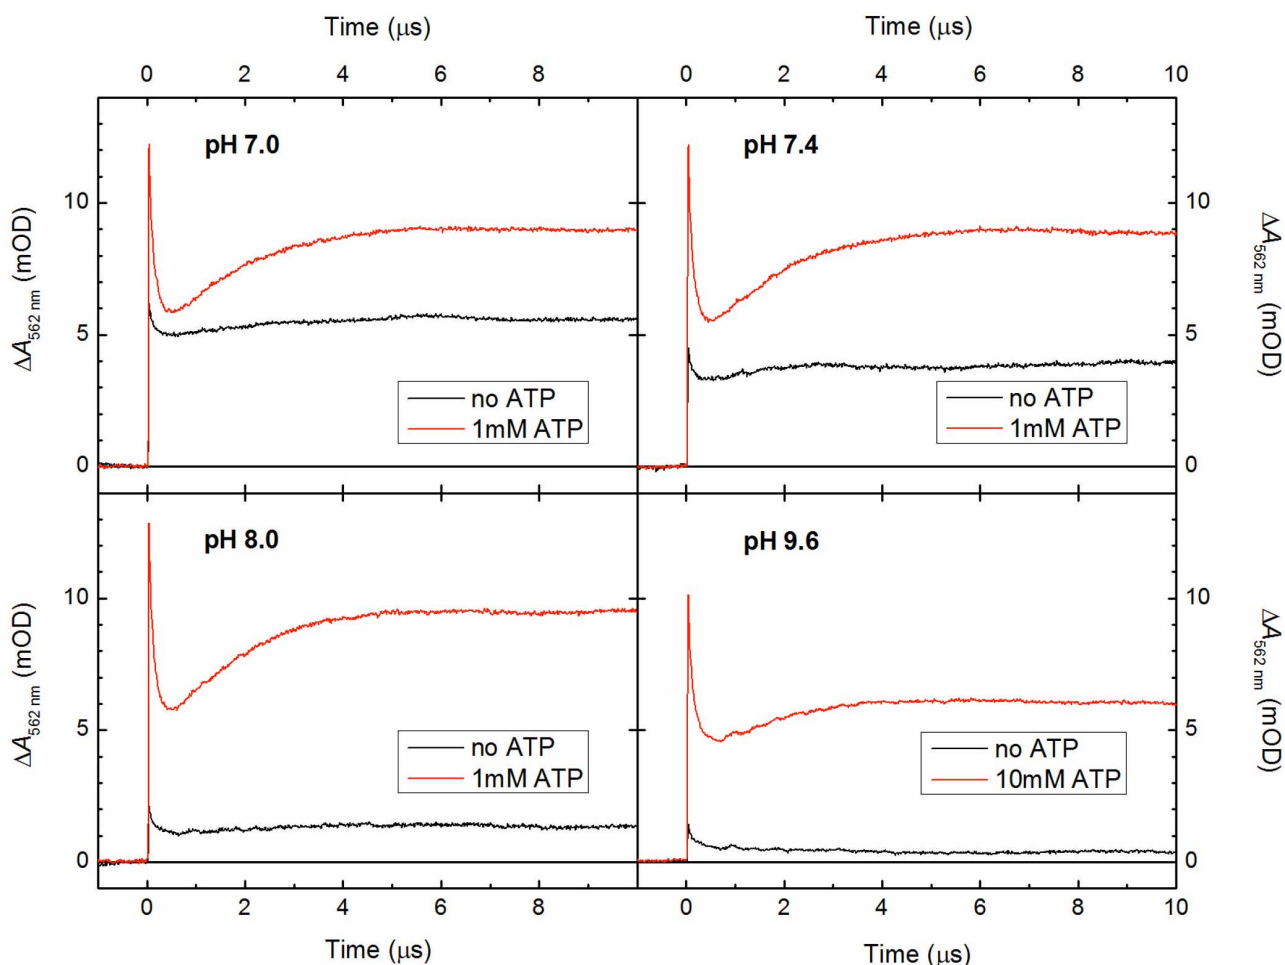 Time (μs) Time (μs)
0 2 4 6 8 0 2 4 6 8 10
pH 7.0 pH 7.4
10 10
5 5
0 0
ΔA562 nm (mOD) ΔA562 nm (mOD)
no ATP no ATP
1mM ATP 1mM ATP
pH 8.0 pH 9.6
10 10
5 5
0 0
ΔA562 nm (mOD) ΔA562 nm (mOD)
no ATP no ATP
1mM ATP 10mM ATP
0 2 4 6 8 0 2 4 6 8 10
Time (μs) Time (μs)